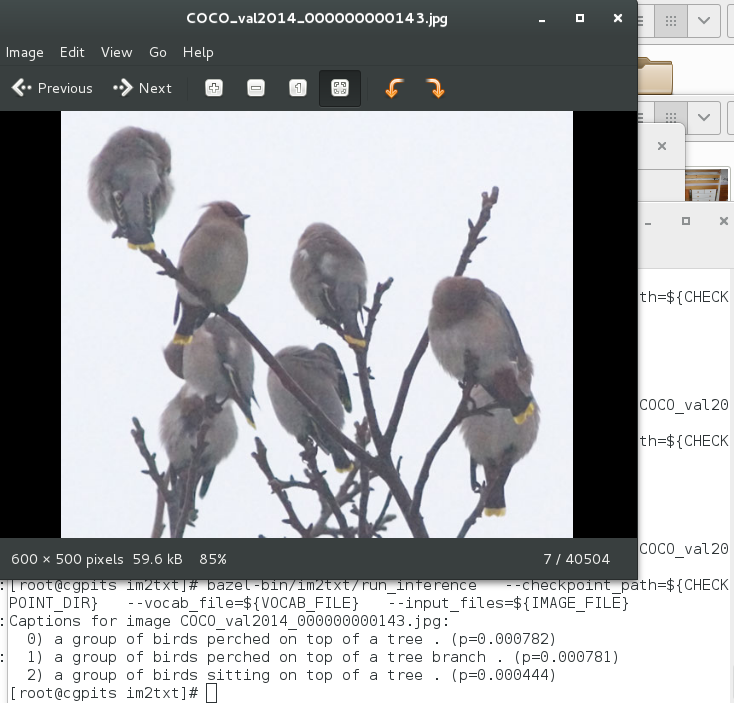 COCO_val2014_000000000143.jpg
Image Edit View Go Help
Previous Next
th=${CHECK
COCO_val20
th=${CHECK
COCO_val20
600 × 500 pixels 59.6 kB 85% 7 / 40504
:[root@cgpits im2txt]# bazel-bin/im2txt/run_inference --checkpoint_path=${CHECK
POINT_DIR} --vocab_file=${VOCAB_FILE} --input_files=${IMAGE_FILE}
:Captions for image COCO_val2014_000000000143.jpg:
0) a group of birds perched on top of a tree . (p=0.000782)
: 1) a group of birds perched on top of a tree branch . (p=0.000781)
2) a group of birds sitting on top of a tree . (p=0.000444)
[root@cgpits im2txt]#